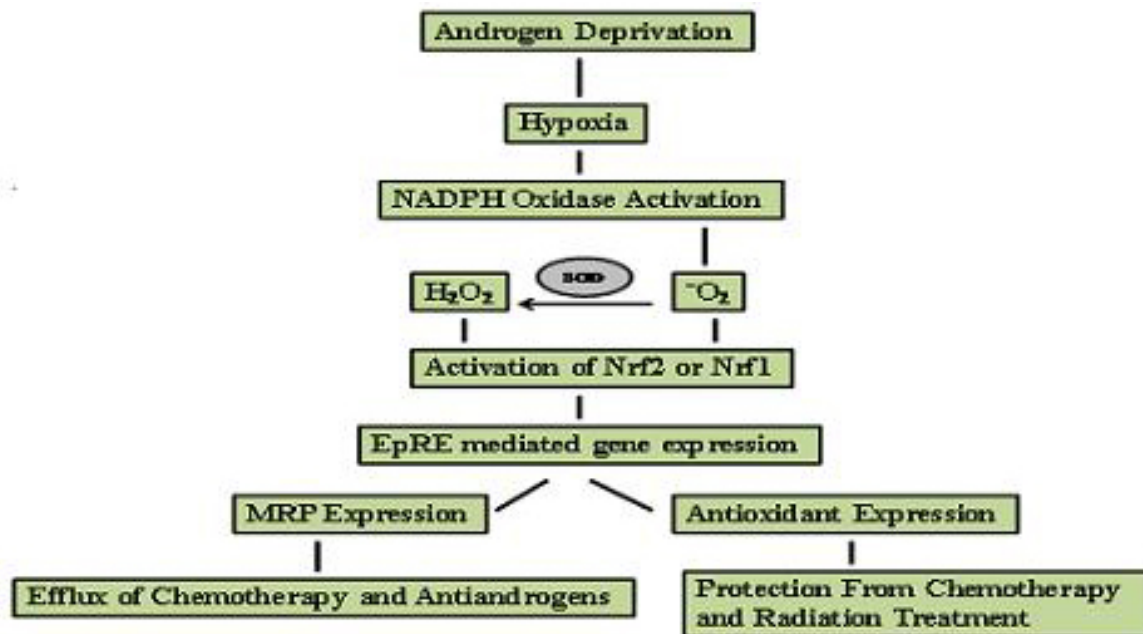 Androgen Deprivation
Hypoxia
NADPH Oxidase Activation
SOD
H₂O₂
⁻O₂
Activation of Nrf2 or Nrf1
EpRE mediated gene expression
MRP Expression
Antioxidant Expression
Efflux of Chemotherapy and Antiandrogens
Protection From Chemotherapy
and Radiation Treatment